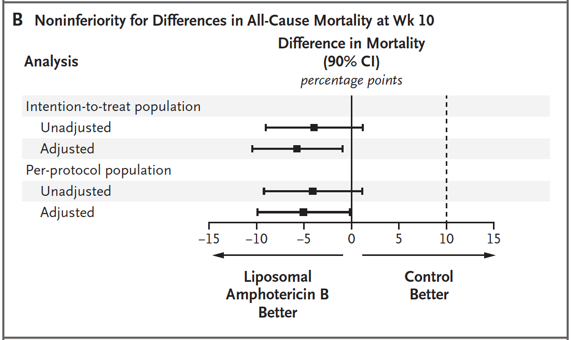 B Noninferiority for Differences in All-Cause Mortality at Wk 10
Analysis
Difference in Mortality
(90% CI)
percentage points
Intention-to-treat population
Unadjusted
Adjusted
Per-protocol population
Unadjusted
Adjusted
–15 –10 –5 0 5 10 15
Liposomal
Amphotericin B
Better
Control
Better